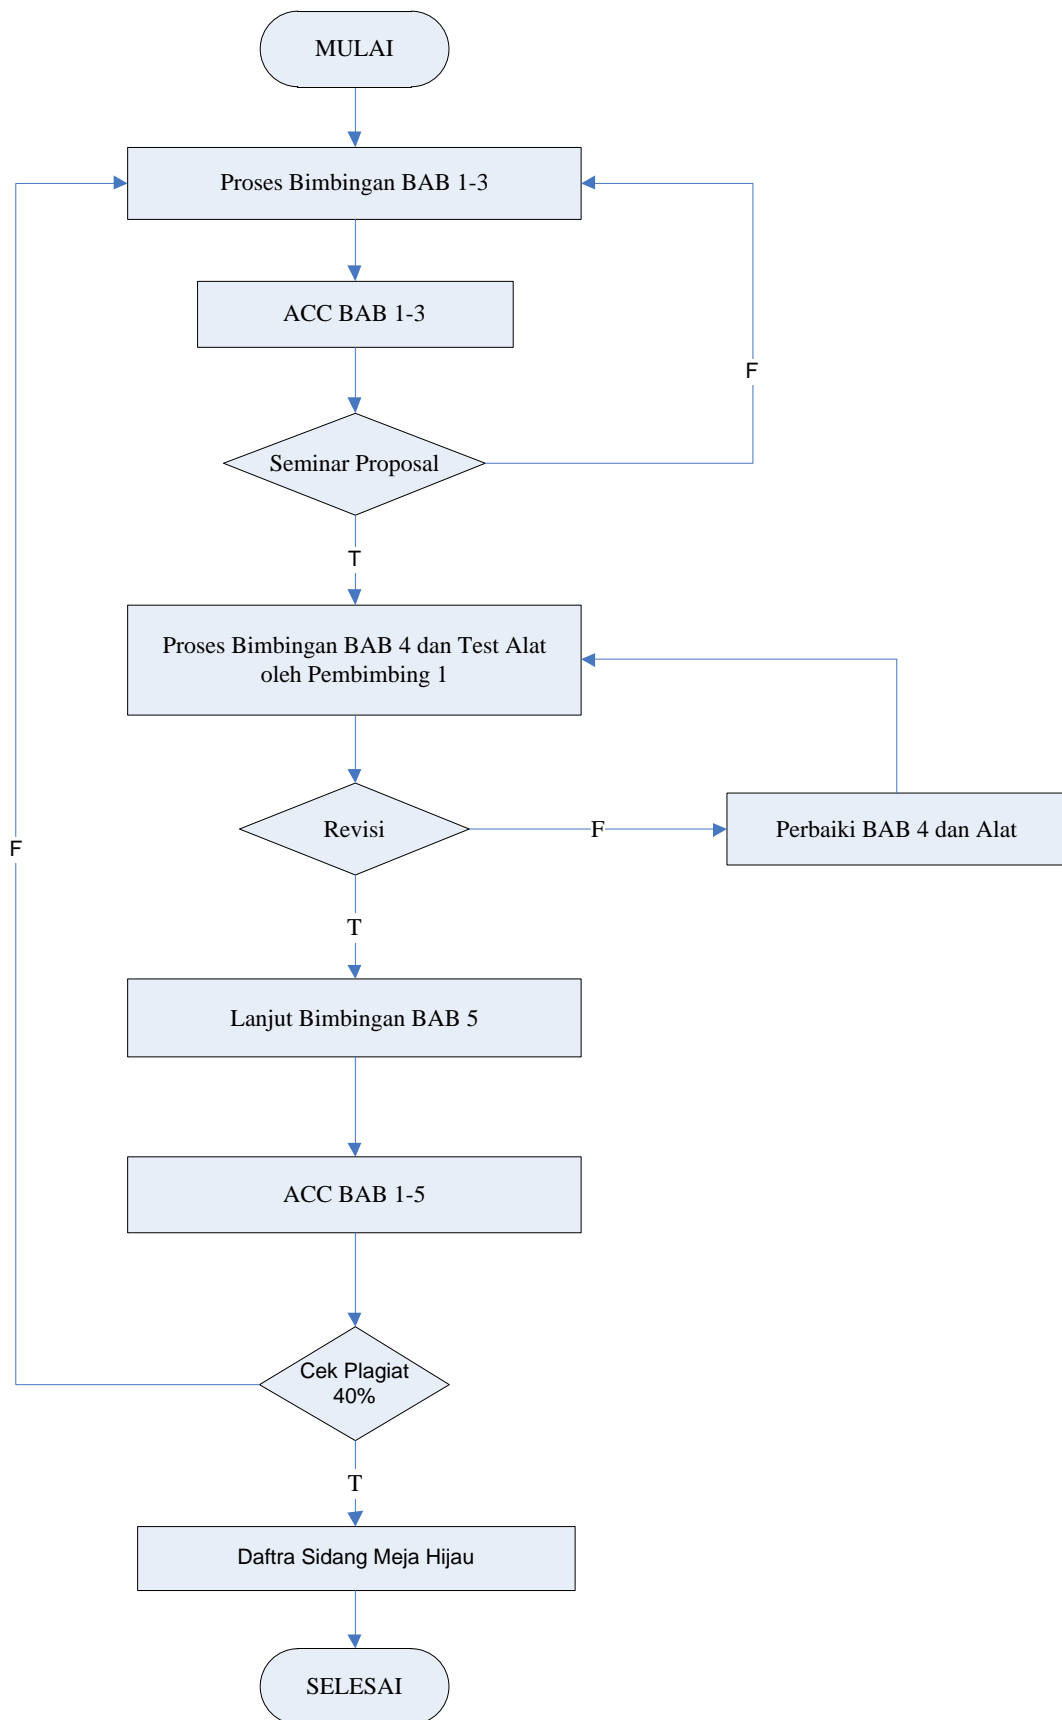 MULAI
Proses Bimbingan BAB 1-3
ACC BAB 1-3
F
Seminar Proposal
T
Proses Bimbingan BAB 4 dan Test Alat
oleh Pembimbing 1
Revisi
F
Perbaiki BAB 4 dan Alat
F
T
Lanjut Bimbingan BAB 5
ACC BAB 1-5
Cek Plagiat
40%
T
Daftra Sidang Meja Hijau
SELESAI